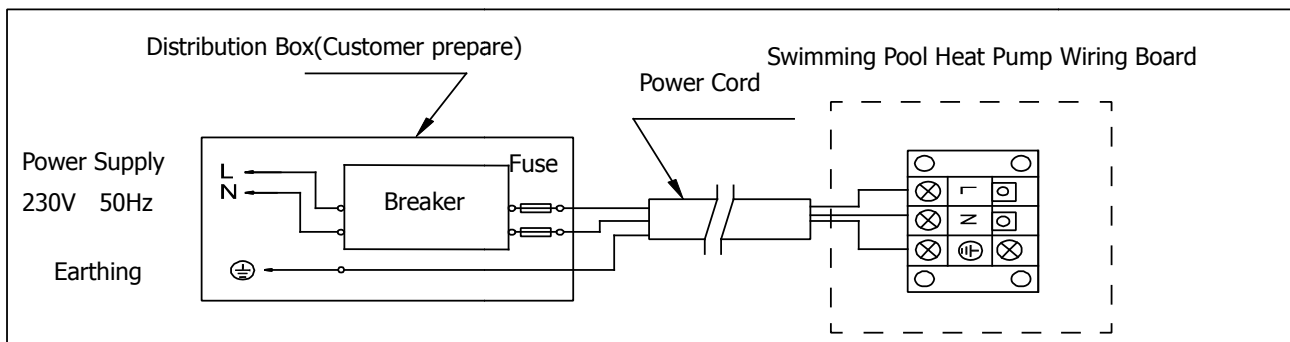 Distribution Box(Customer prepare)
Swimming Pool Heat Pump Wiring Board
Power Cord
Power Supply
230V 50Hz
L
N
Fuse
Breaker
L
N
Earthing